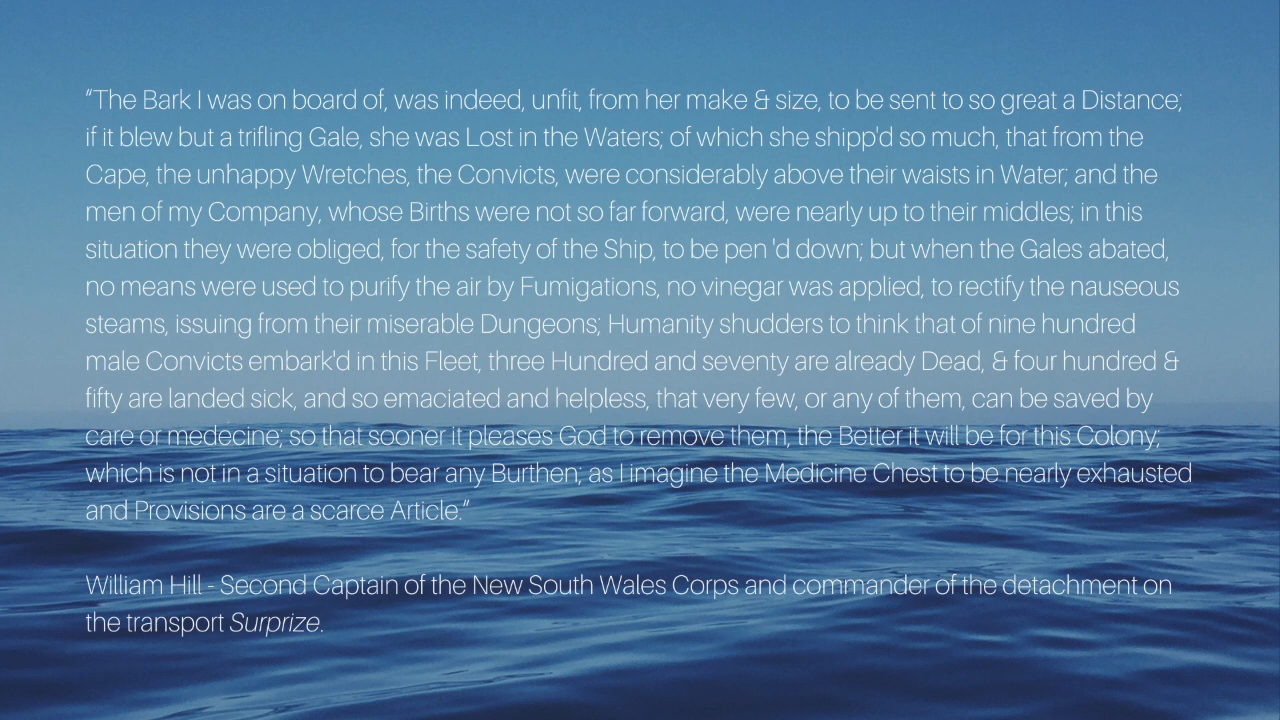 “The Bark I was on board of, was indeed, unfit, from her make & size, to be sent to so great a Distance;
if it blew but a trifling Gale, she was Lost in the Waters; of which she shipp'd so much, that from the
Cape, the unhappy Wretches, the Convicts, were considerably above their waists in Water; and the
men of my Company, whose Births were not so far forward, were nearly up to their middles; in this
situation they were obliged, for the safety of the Ship, to be pen 'd down; but when the Gales abated,
no means were used to purify the air by Fumigations, no vinegar was applied, to rectify the nauseous
steams, issuing from their miserable Dungeons; Humanity shudders to think that of nine hundred
male Convicts embark'd in this Fleet, three Hundred and seventy are already Dead, & four hundred &
fifty are landed sick, and so emaciated and helpless, that very few, or any of them, can be saved by
care or medecine; so that sooner it pleases God to remove them, the Better it will be for this Colony;
which is not in a situation to bear any Burthen; as I imagine the Medicine Chest to be nearly exhausted
and Provisions are a scarce Article.”
William Hill - Second Captain of the New South Wales Corps and commander of the detachment on
the transport Surprize.